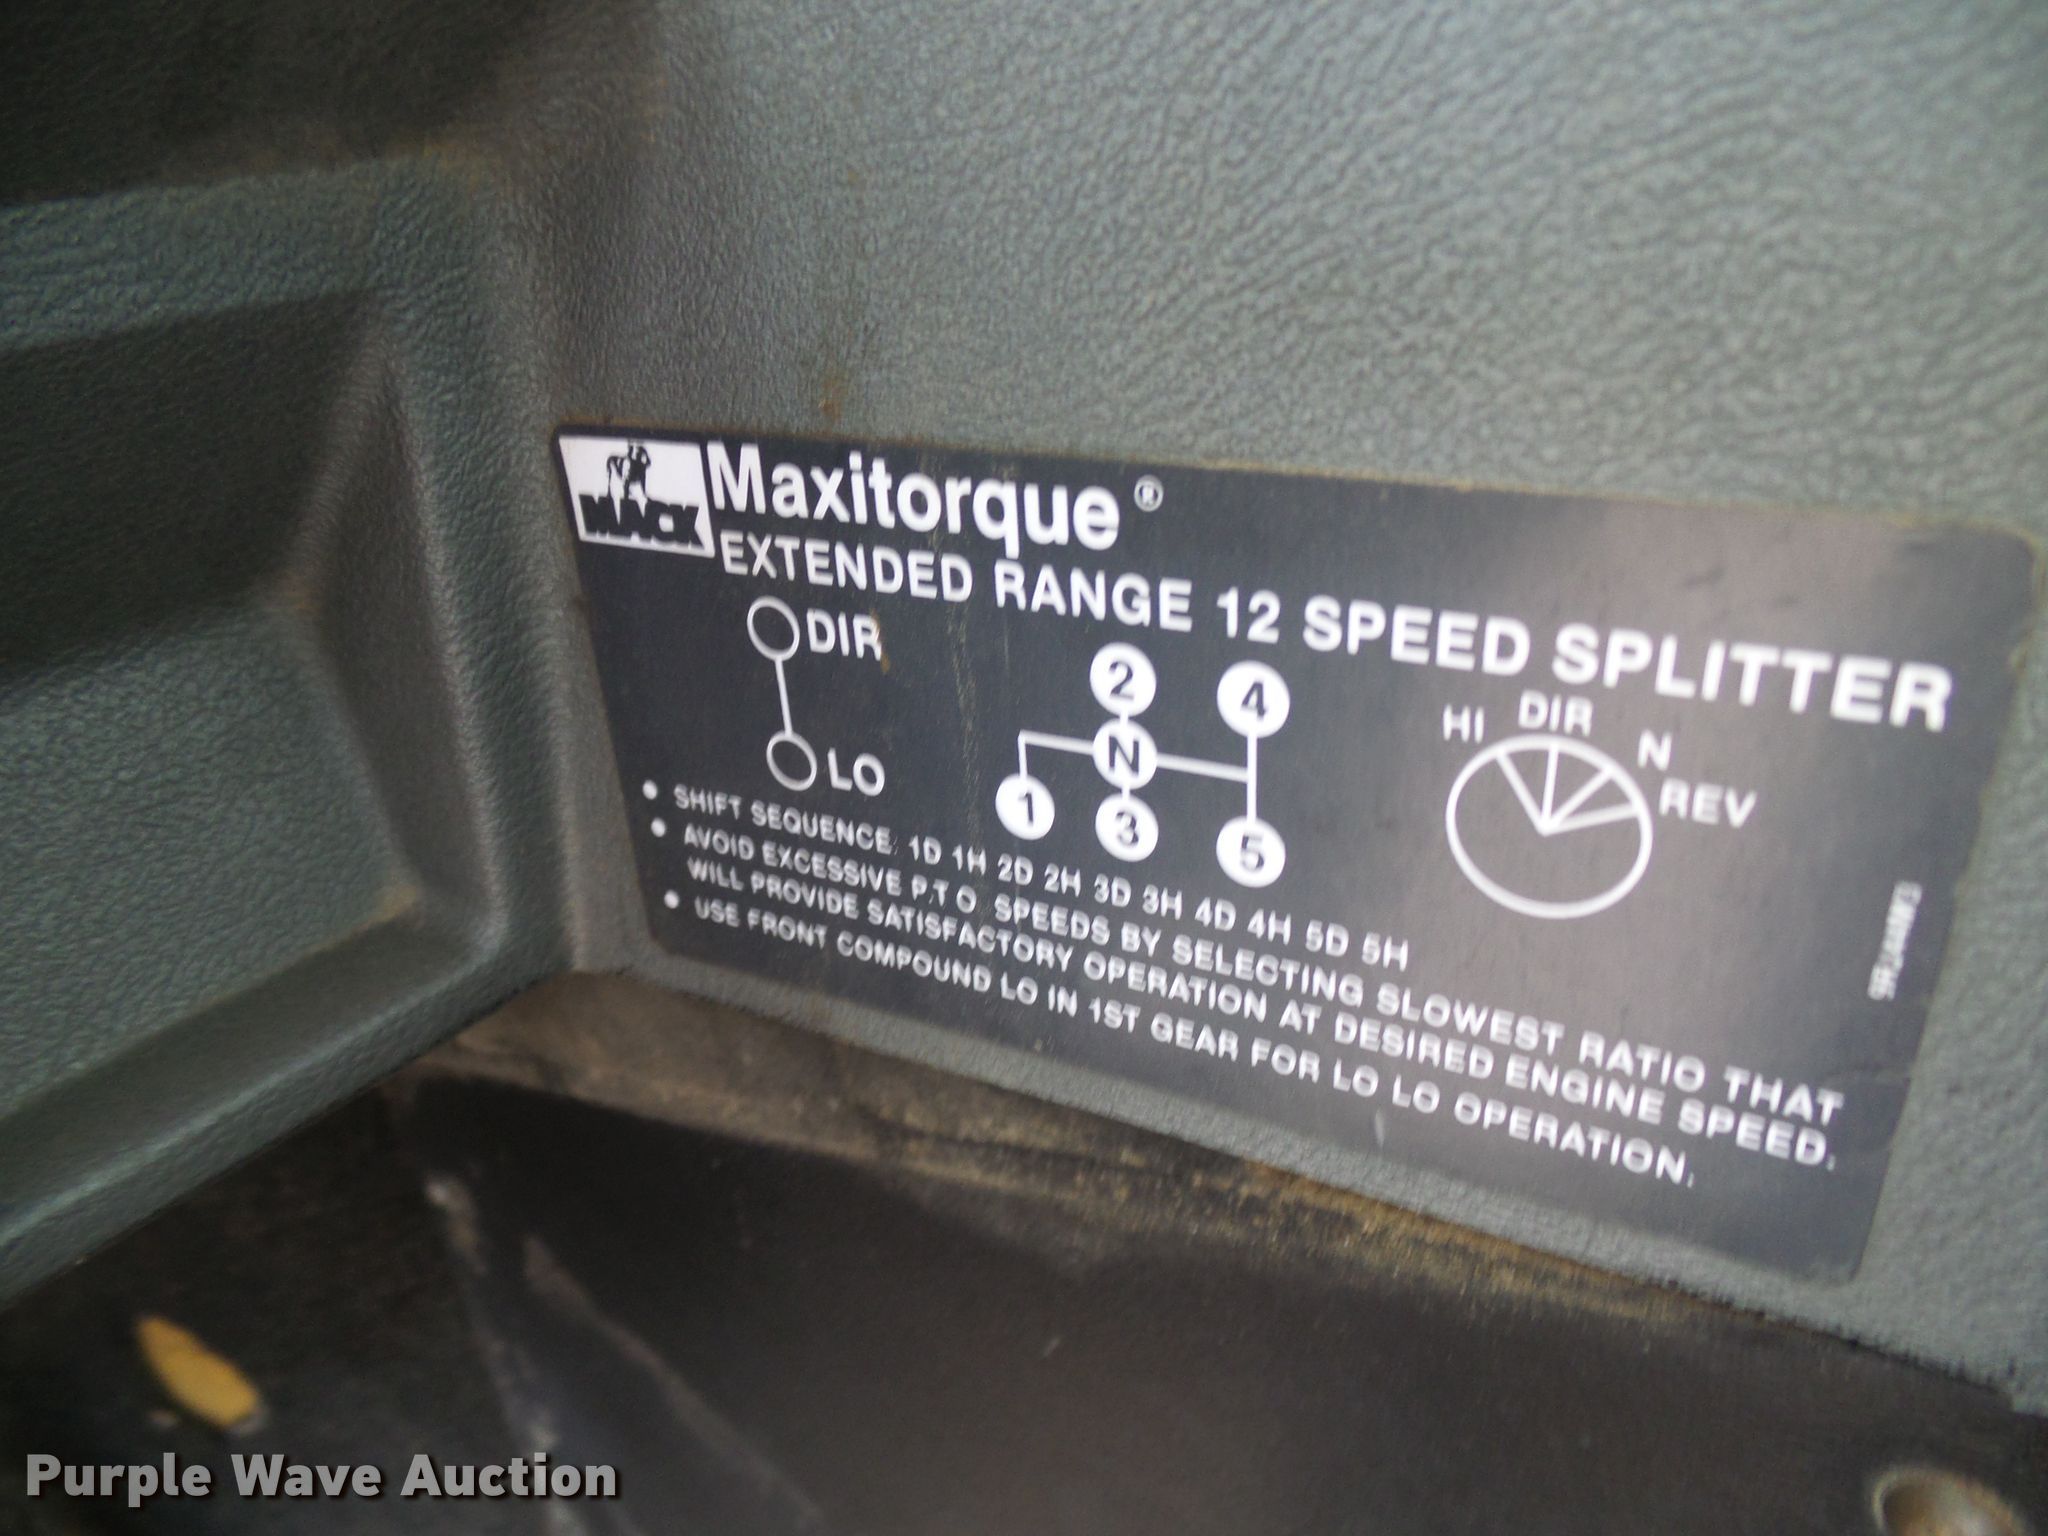 MACK
Maxitorque®
EXTENDED RANGE 12 SPEED SPLITTER
DIR
LO
2
4
N
1
3
5
HI
DIR
N
REV
• SHIFT SEQUENCE: 1D 1H 2D 2H 3D 3H 4D 4H 5D 5H
• AVOID EXCESSIVE P.T.O. SPEEDS BY SELECTING SLOWEST RATIO THAT
WILL PROVIDE SATISFACTORY OPERATION AT DESIRED ENGINE SPEED.
• USE FRONT COMPOUND LO IN 1ST GEAR FOR LO LO OPERATION.
Purple Wave Auction